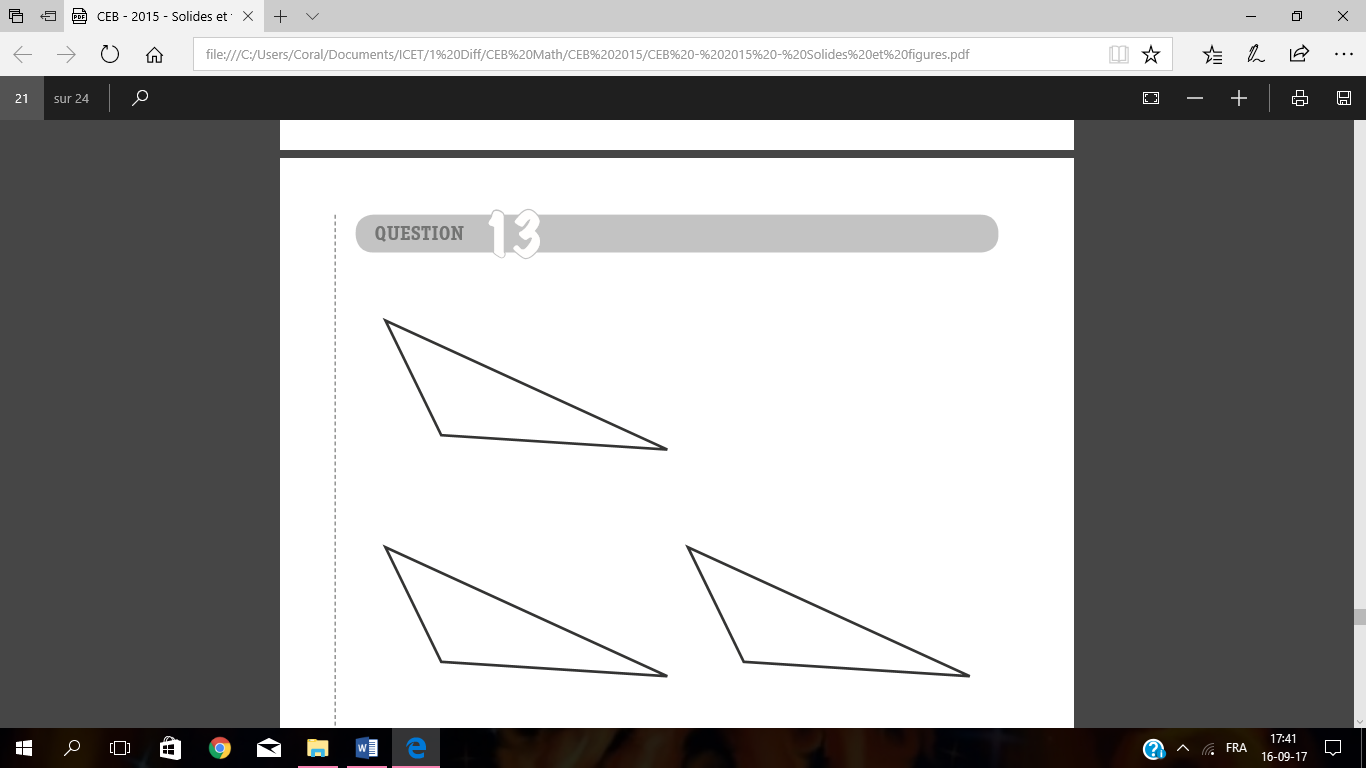 CEB - 2015 - Solides et
file:///C:/Users/Coral/Documents/ICET/1%20Diff/CEB%20Math/CEB%202015/CEB%20-%202015%20-%20Solides%20et%20figures.pdf
21 sur 24
QUESTION 13
FRA
17:41
16-09-17